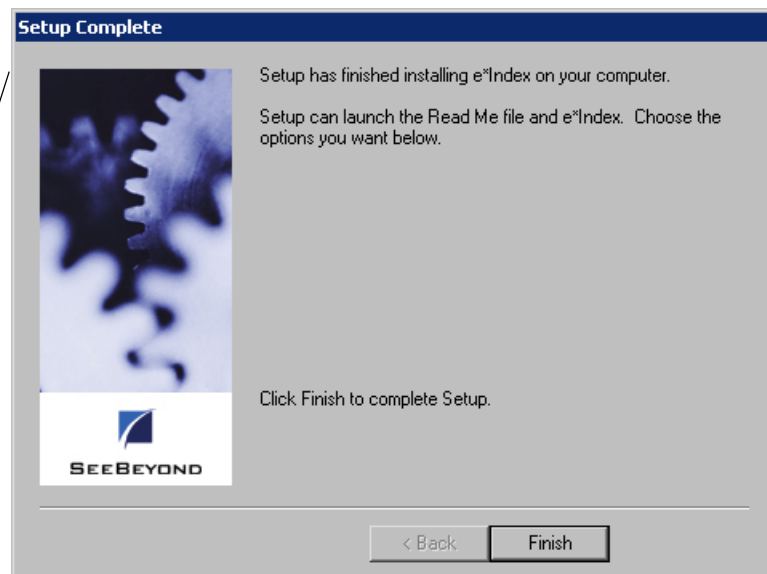 Setup Complete
Setup has finished installing e*Index on your computer.
Setup can launch the Read Me file and e*Index. Choose the
options you want below.
Click Finish to complete Setup.
SEEBEYOND
< Back
Finish